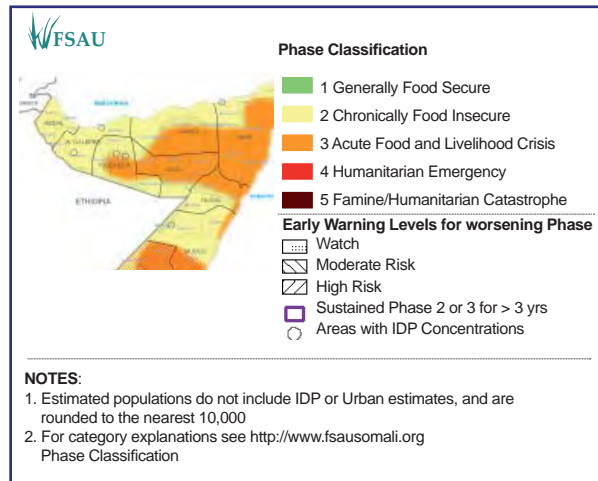 FSAU
Phase Classification
1 Generally Food Secure
2 Chronically Food Insecure
3 Acute Food and Livelihood Crisis
4 Humanitarian Emergency
5 Famine/Humanitarian Catastrophe
ETHIOPIA
Early Warning Levels for worsening Phase
Watch
Moderate Risk
High Risk
Sustained Phase 2 or 3 for > 3 yrs
Areas with IDP Concentrations
NOTES:
1. Estimated populations do not include IDP or Urban estimates, and are
rounded to the nearest 10,000
2. For category explanations see http://www.fsausomali.org
Phase Classification